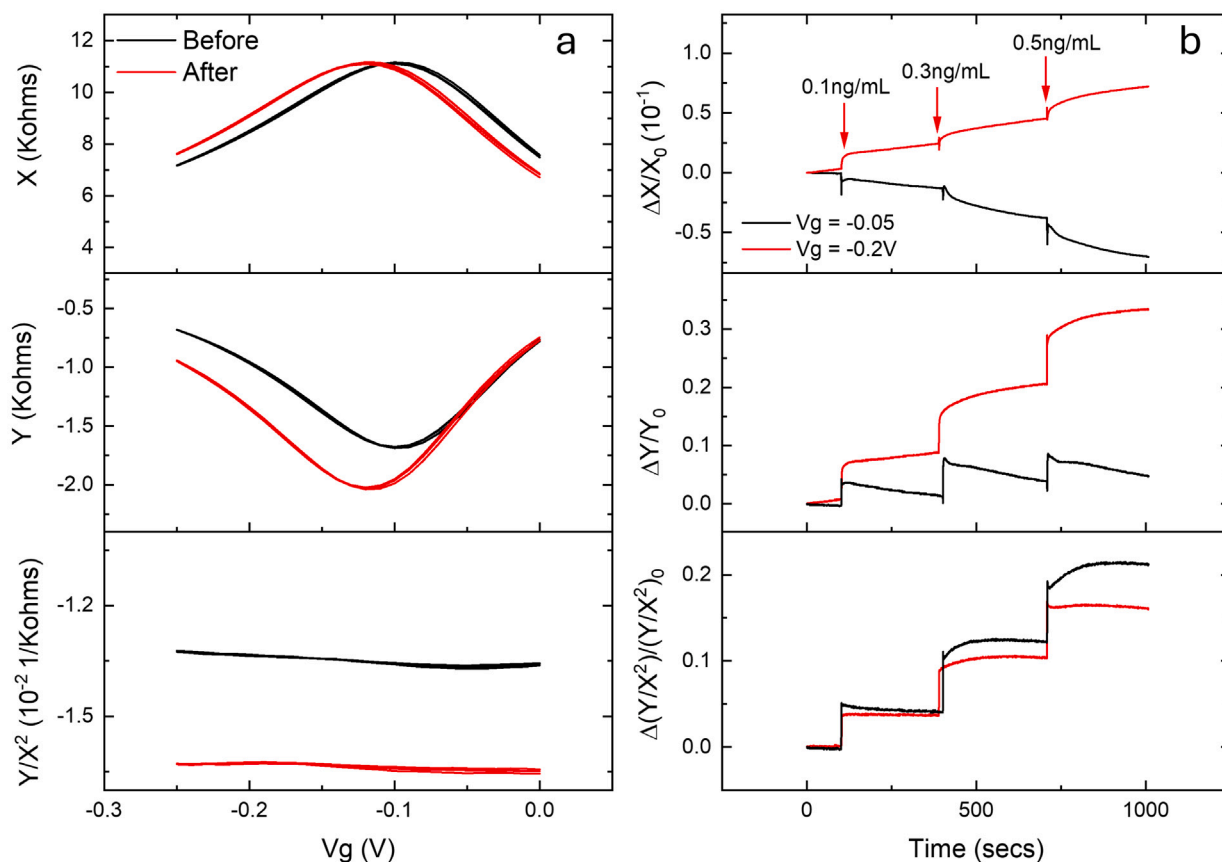 Before
After
a
12
10
8
6
4
X (Kohms)
-0.5
-1.0
-1.5
-2.0
Y (Kohms)
-1.2
-1.5
Y/X² (10⁻² 1/Kohms)
-0.3
-0.2
-0.1
0.0
Vg (V)
b
0.1ng/mL
0.3ng/mL
0.5ng/mL
1.0
0.5
0.0
-0.5
ΔX/X₀ (10⁻¹)
Vg = -0.05
Vg = -0.2V
0.3
0.2
0.1
0.0
ΔY/Y₀
0.2
0.1
0.0
Δ(Y/X²)/(Y/X²)₀
0
500
1000
Time (secs)